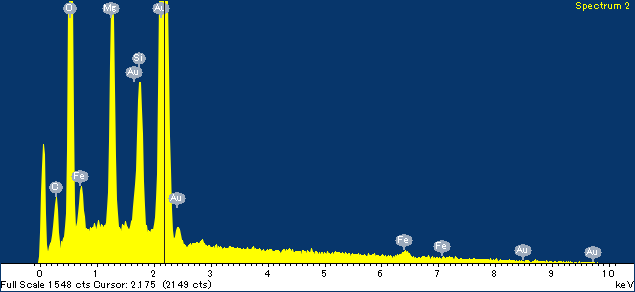 Spectrum 2
O Mg Au
Si
Au
Fe
Au
Fe
Fe
Au
Au
0 1 2 3 4 5 6 7 8 9 10
Full Scale 1548 cts Cursor: 2.175 (2149 cts) keV